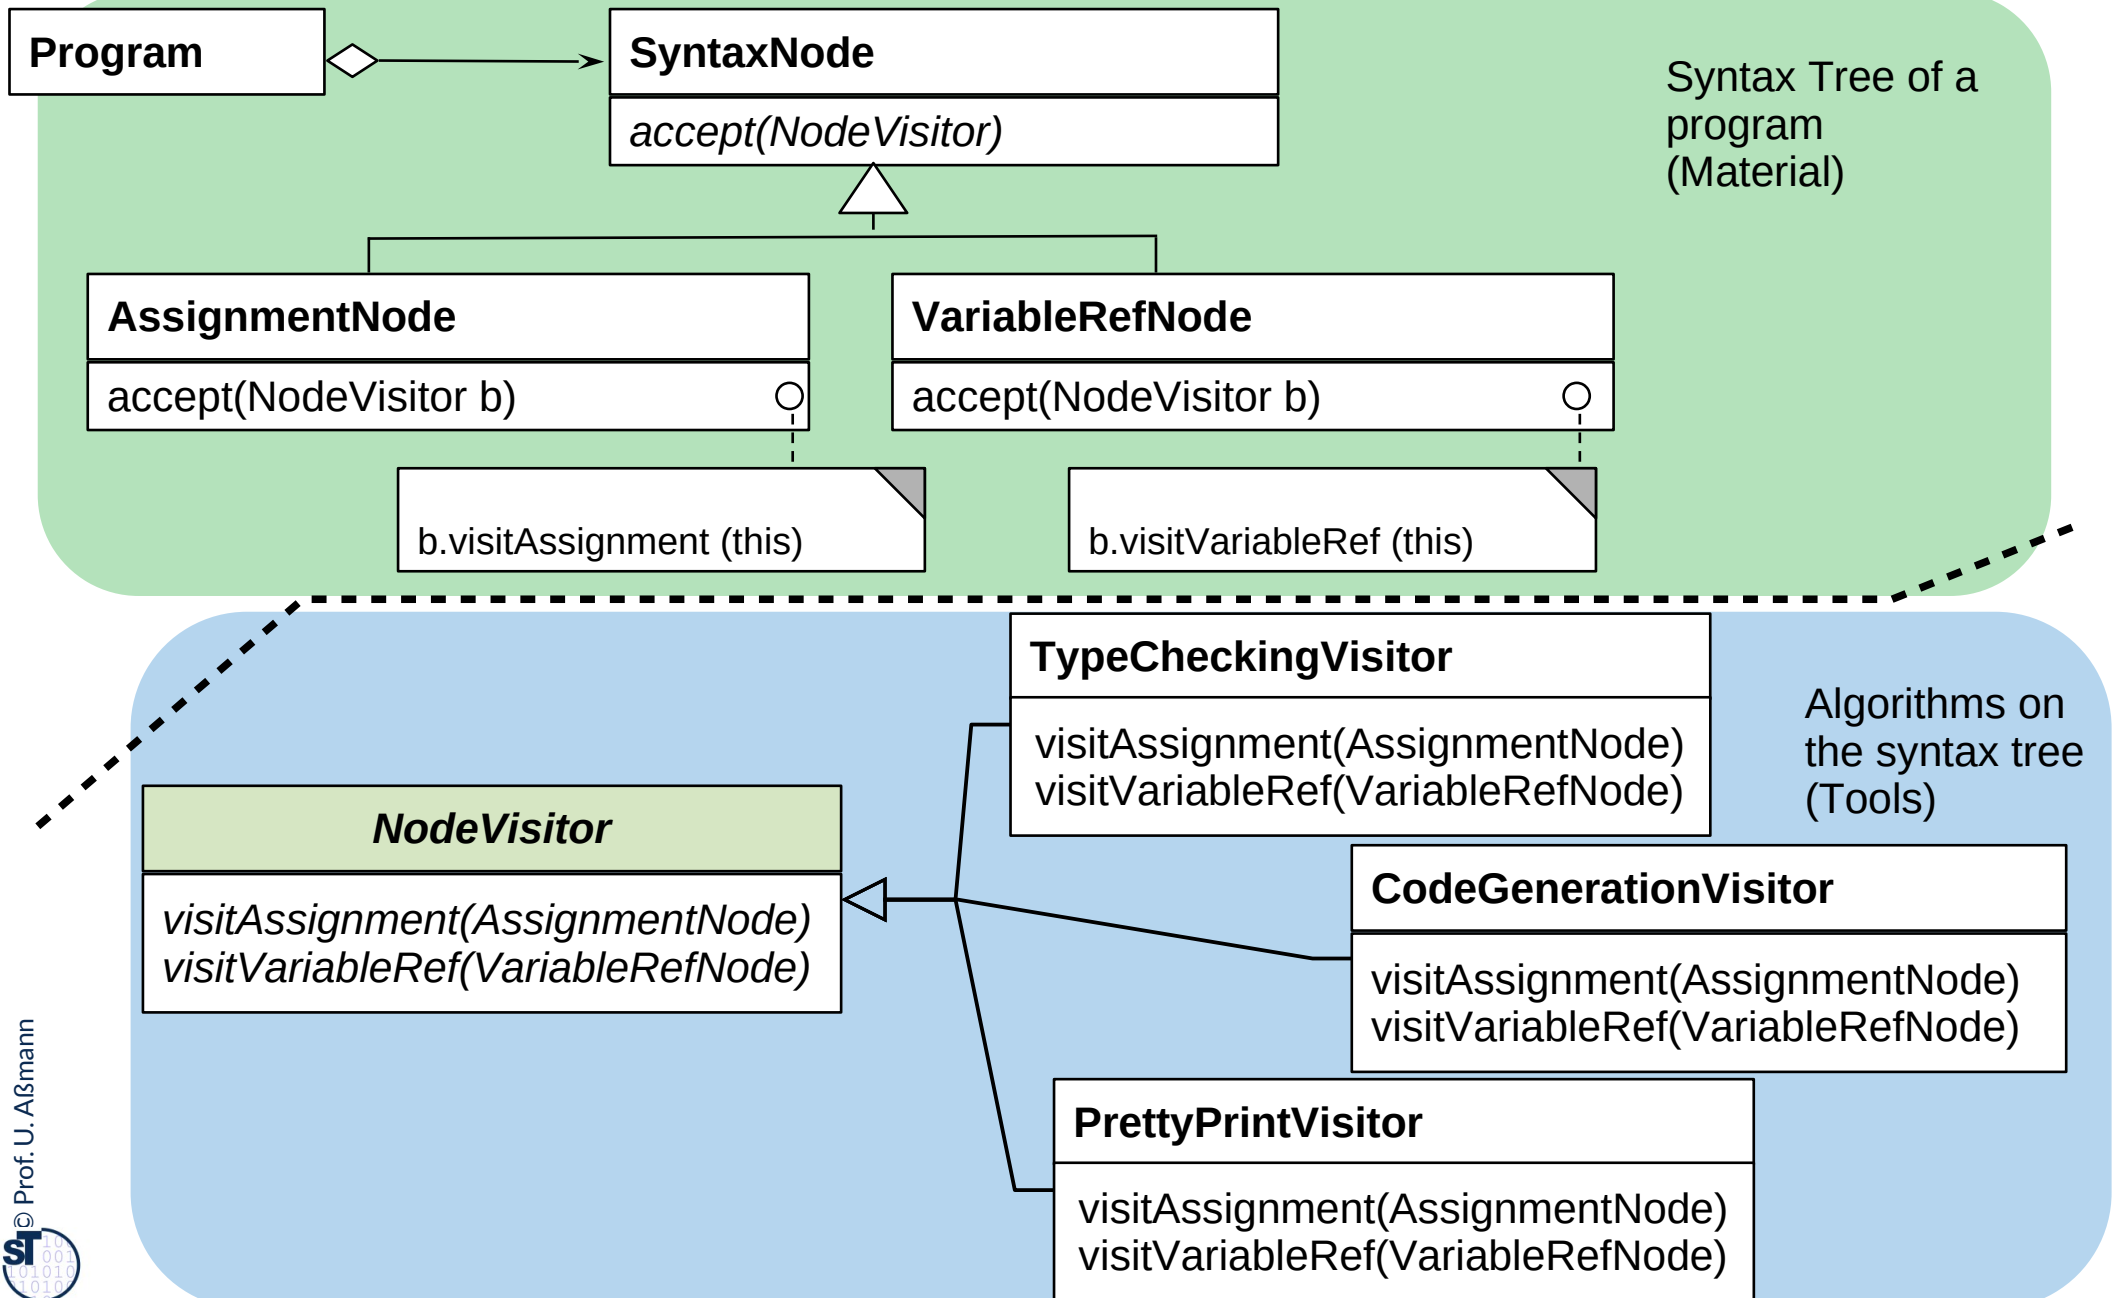 Program
SyntaxNode
accept(NodeVisitor)
Syntax Tree of a
program
(Material)
AssignmentNode
accept(NodeVisitor b)
VariableRefNode
accept(NodeVisitor b)
b.visitAssignment (this)
b.visitVariableRef (this)
TypeCheckingVisitor
visitAssignment(AssignmentNode)
visitVariableRef(VariableRefNode)
Algorithms on
the syntax tree
(Tools)
NodeVisitor
visitAssignment(AssignmentNode)
visitVariableRef(VariableRefNode)
CodeGenerationVisitor
visitAssignment(AssignmentNode)
visitVariableRef(VariableRefNode)
PrettyPrintVisitor
visitAssignment(AssignmentNode)
visitVariableRef(VariableRefNode)
© Prof. U. Aßmann
ST